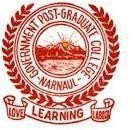 GOVERNMENT POST-GRADUATE COLLEGE
NARNAUL
LOVE LEARNING LABOUR